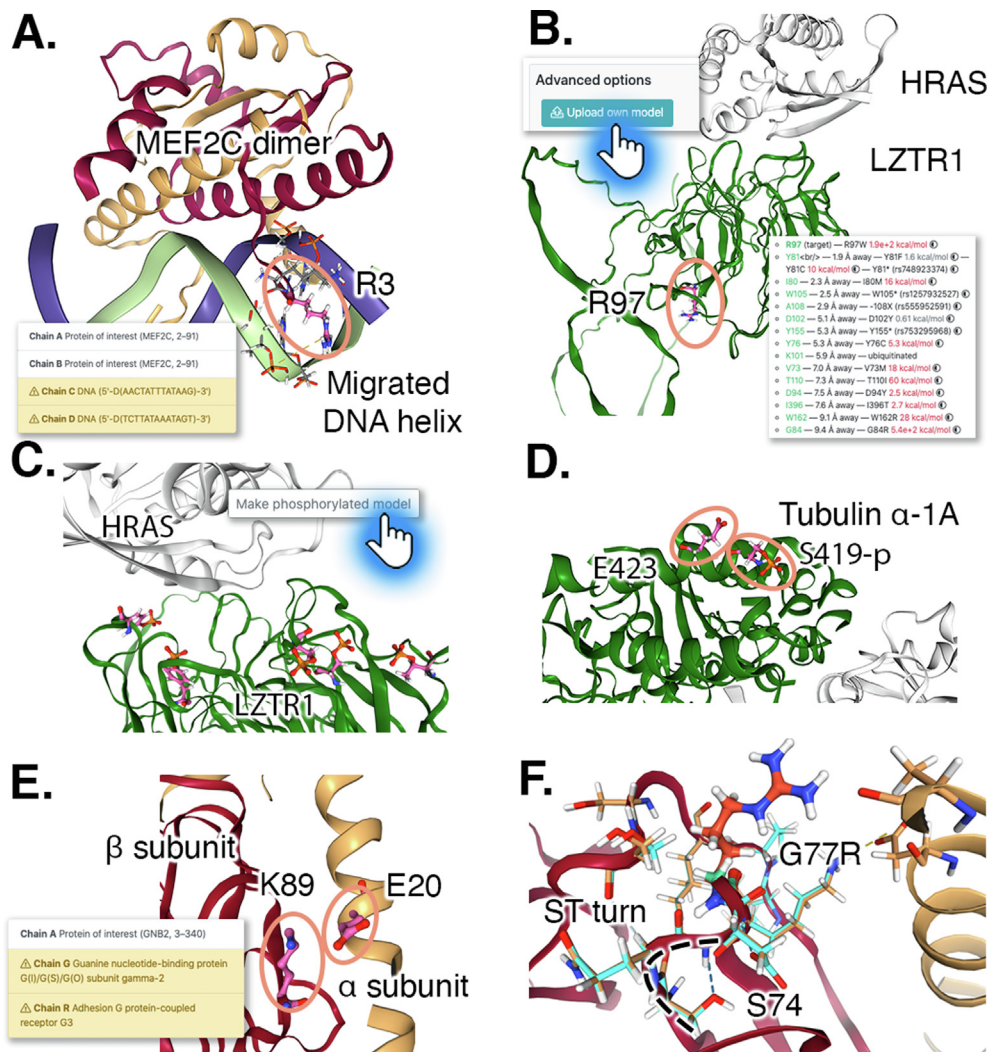 A.
MEF2C dimer
R3
Chain A Protein of interest (MEF2C, 2–91)
Chain B Protein of interest (MEF2C, 2–91)
Chain C DNA (5'-D(AACTATTTATAAG)-3')
Chain D DNA (5'-D(TCTTATAAATAGT)-3')
Migrated
DNA helix
B.
Advanced options
Upload own model
HRAS
LZTR1
R97
R97 (target) — R97W 1.9e+2 kcal/mol
Y81<br/> — 1.9 Å away — Y81F 1.6 kcal/mol —
Y81C 10 kcal/mol — Y81* (rs748923374)
I80 — 2.3 Å away — I80M 16 kcal/mol
W105 — 2.5 Å away — W105* (rs1257932527)
A108 — 2.9 Å away — -108X (rs555952591)
D102 — 5.1 Å away — D102Y 0.61 kcal/mol
Y155 — 5.3 Å away — Y155* (rs753295968)
Y76 — 5.3 Å away — Y76C 5.3 kcal/mol
K101 — 5.9 Å away — ubiquitinated
V73 — 7.0 Å away — V73M 18 kcal/mol
T110 — 7.3 Å away — T110I 60 kcal/mol
D94 — 7.5 Å away — D94Y 2.5 kcal/mol
I396 — 7.6 Å away — I396T 2.7 kcal/mol
W162 — 9.1 Å away — W162R 28 kcal/mol
G84 — 9.4 Å away — G84R 5.4e+2 kcal/mol
C.
HRAS
Make phosphorylated model
LZTR1
D.
Tubulin α-1A
E423
S419-p
E.
β subunit
K89
E20
Chain A Protein of interest (GNB2, 3–340)
Chain G Guanine nucleotide-binding protein
G(I)/G(S)/G(O) subunit gamma-2
Chain R Adhesion G protein-coupled
receptor G3
α subunit
F.
G77R
ST turn
S74